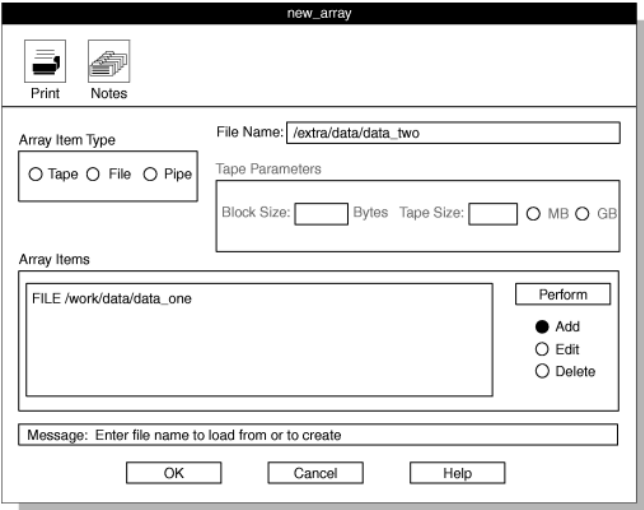 new_array
Print Notes
Array Item Type
File Name: /extra/data/data_two
Tape File Pipe
Tape Parameters
Block Size: Bytes Tape Size: MB GB
Array Items
FILE /work/data/data_one
Perform
Add
Edit
Delete
Message: Enter file name to load from or to create
OK Cancel Help